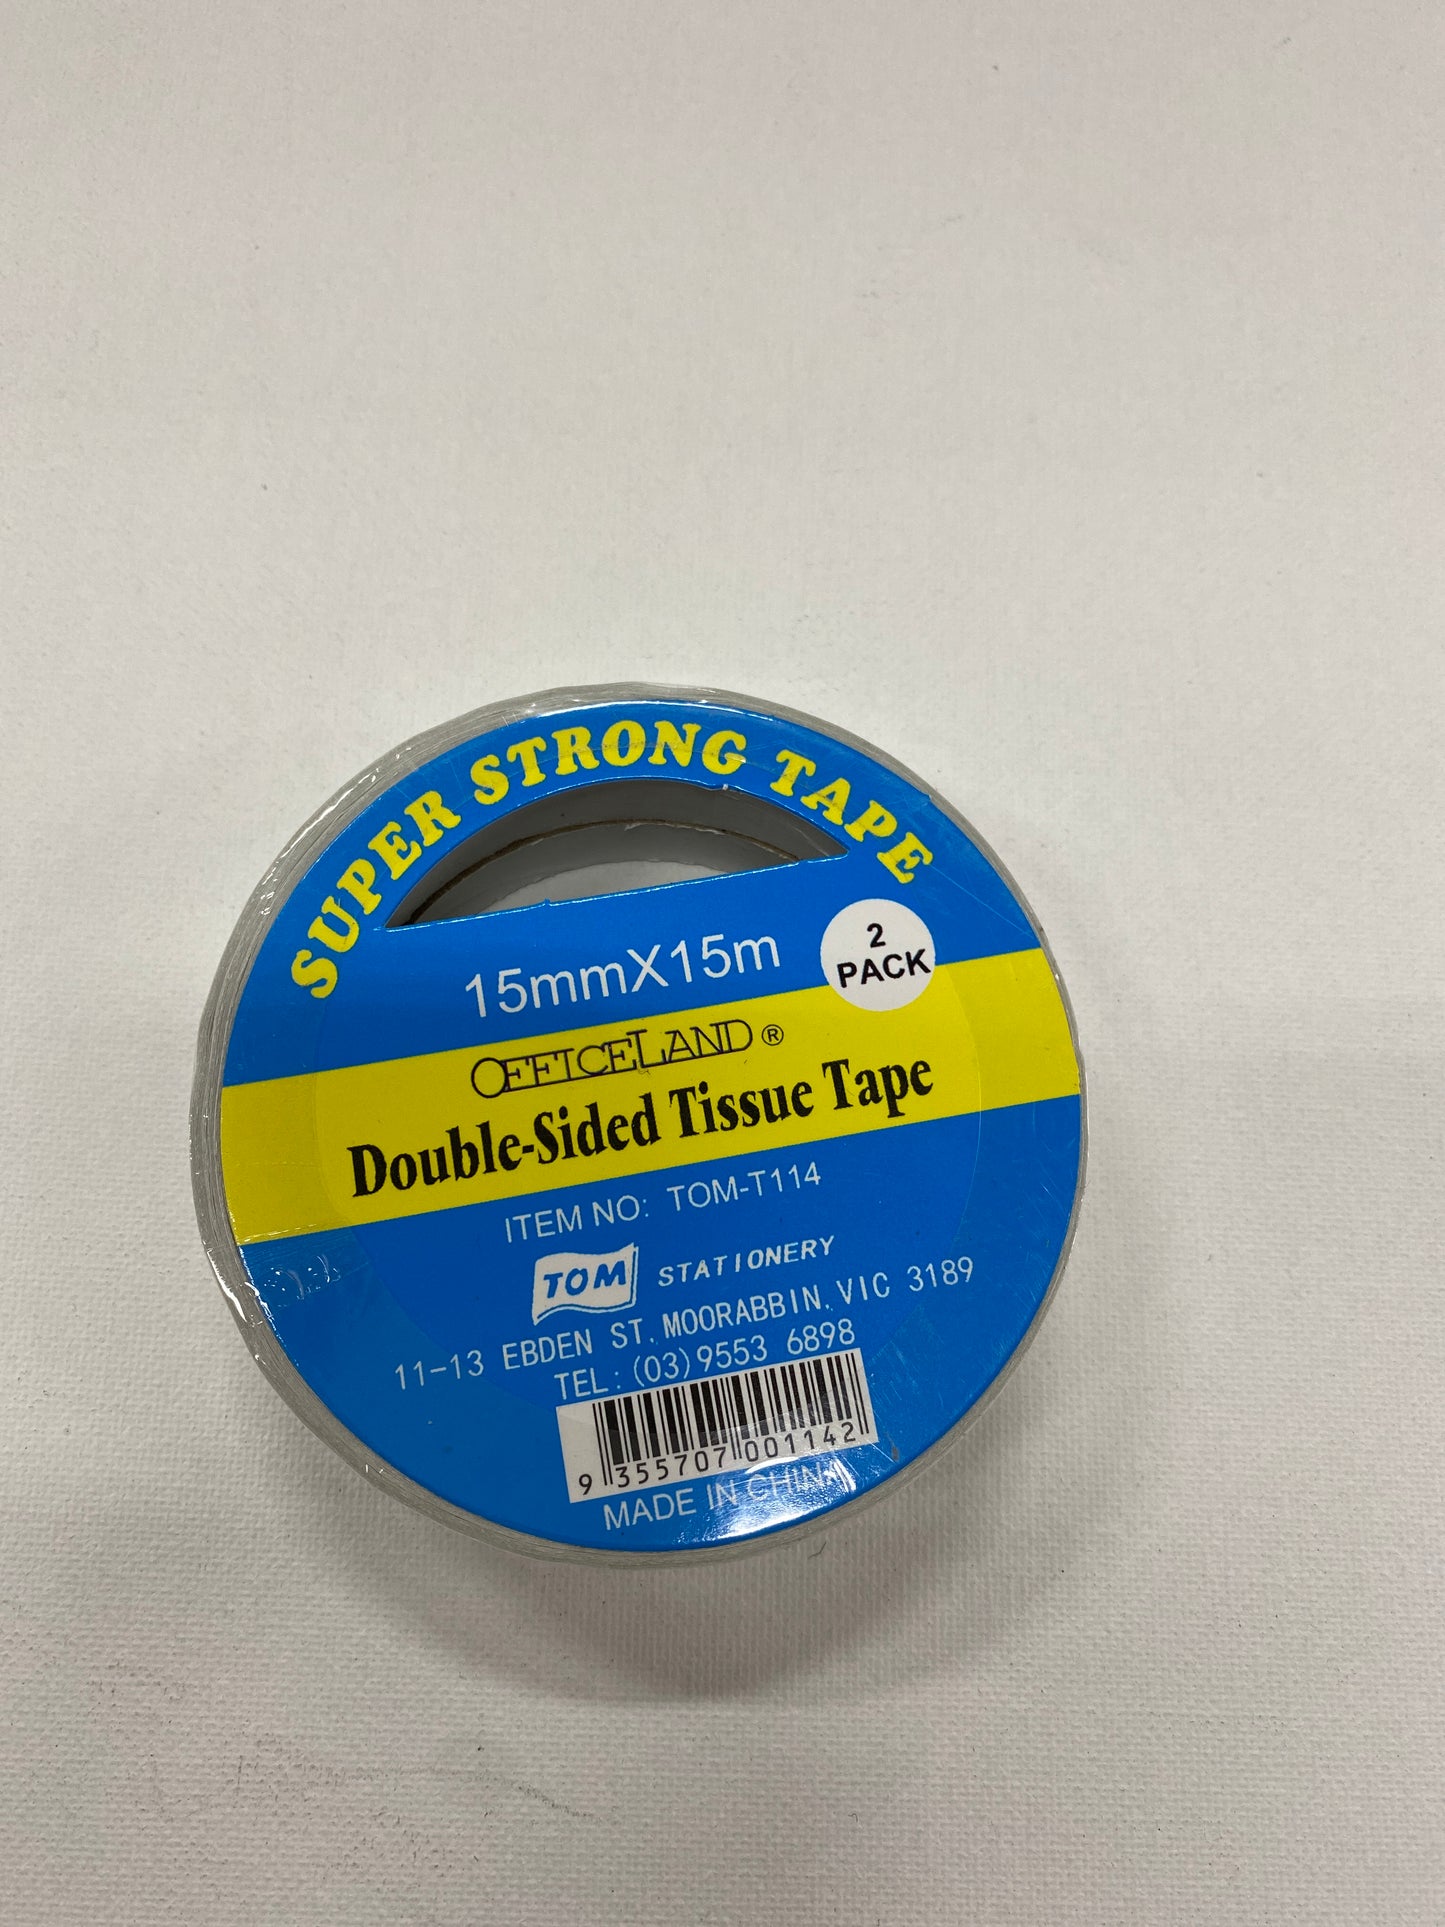 SUPER STRONG TAPE
15mmX15m
2
PACK
OFFICELAND®
Double-Sided Tissue Tape
ITEM NO: TOM-T114
TOM STATIONERY
11-13 EBDEN ST, MOORABBIN, VIC 3189
TEL: (03)9553 6898
9 355707 001142
MADE IN CHINA